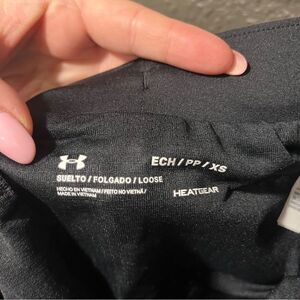 ECH / PP / XS
SUELTO / FOLGADO / LOOSE
HECHO EN VIETNAM / FEITO NO VIETNÃ /
MADE IN VIETNAM
HEATGEAR